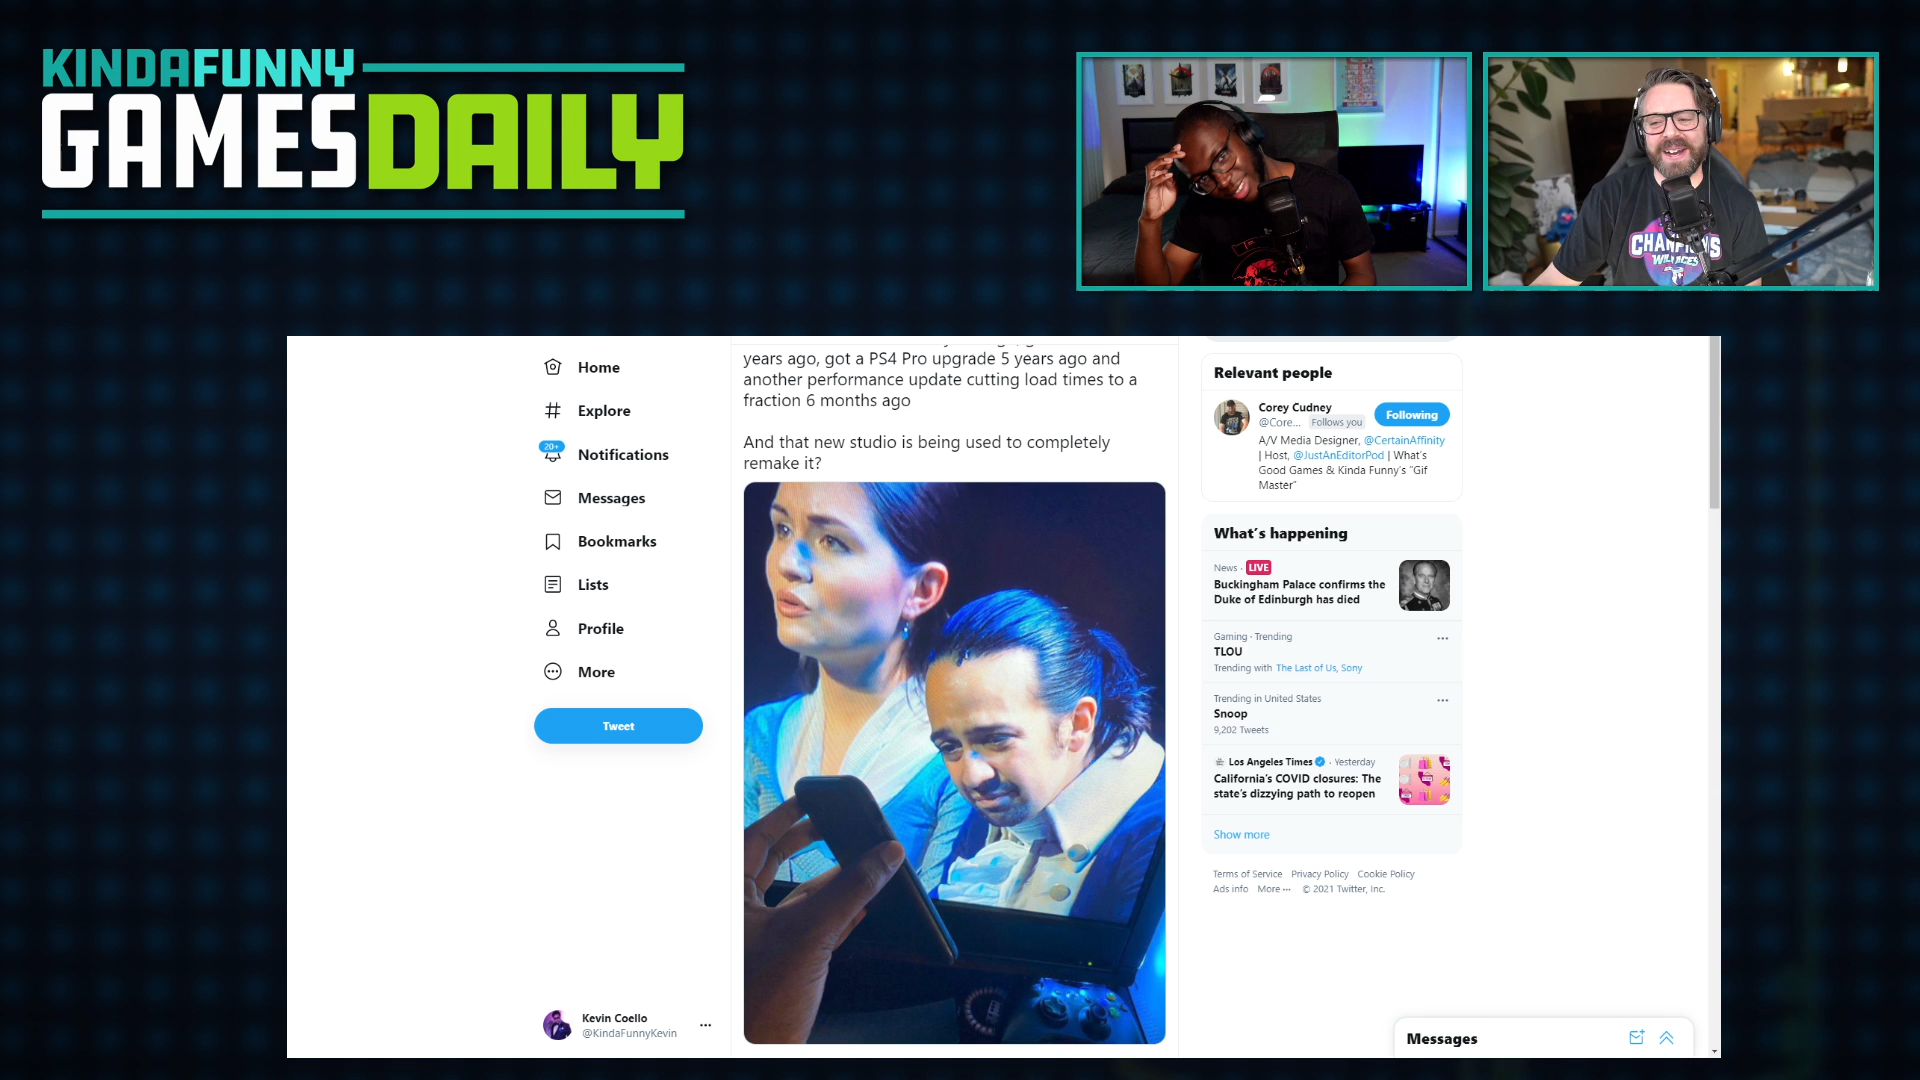 KINDAFUNNY
GAMESDAILY
CHAMPIONS
Home
Explore
20+
Notifications
Messages
Bookmarks
Lists
Profile
More
Tweet
Kevin Coello
@KindaFunnyKevin
years ago, got a PS4 Pro upgrade 5 years ago and
another performance update cutting load times to a
fraction 6 months ago
And that new studio is being used to completely
remake it?
Relevant people
Corey Cudney
@Core... Follows you
Following
A/V Media Designer, @CertainAffinity
| Host, @JustAnEditorPod | What's
Good Games & Kinda Funny's "Gif
Master"
What's happening
News · LIVE
Buckingham Palace confirms the
Duke of Edinburgh has died
Gaming · Trending
TLOU
Trending with The Last of Us, Sony
Trending in United States
Snoop
9,202 Tweets
Los Angeles Times · Yesterday
California's COVID closures: The
state's dizzying path to reopen
Show more
Terms of Service Privacy Policy Cookie Policy
Ads info More ··· © 2021 Twitter, Inc.
Messages